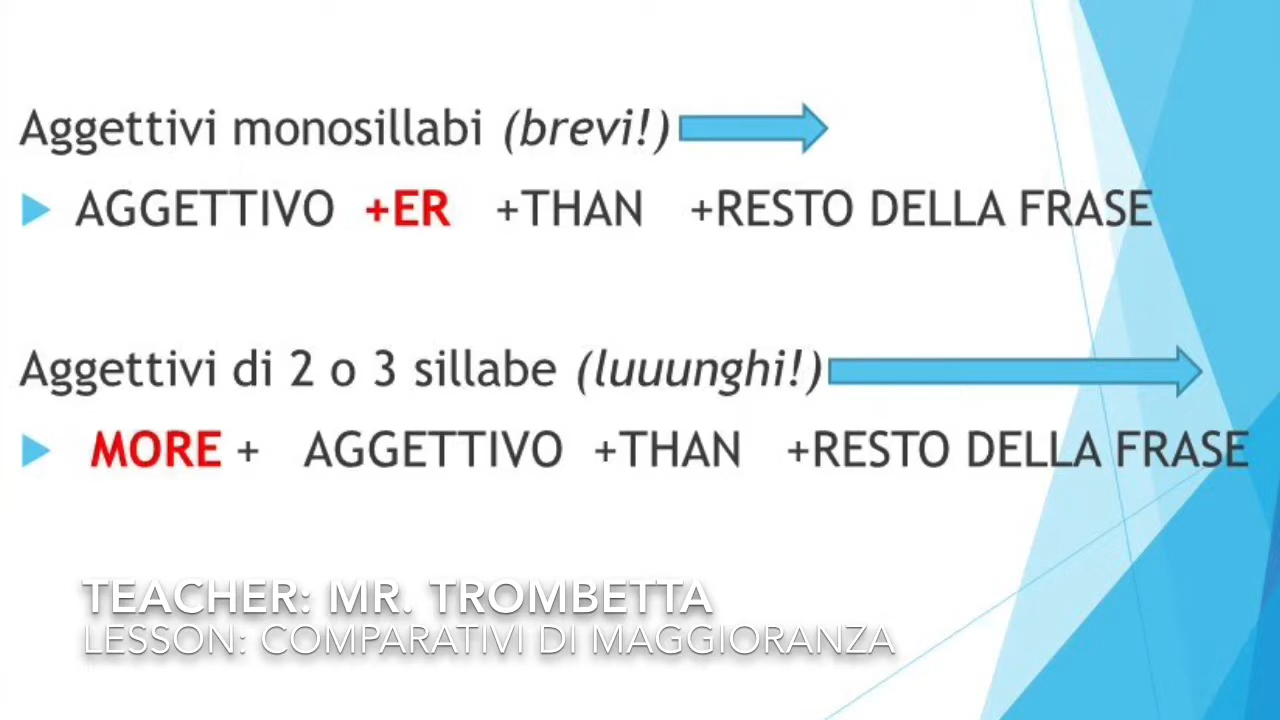 Aggettivi monosillabi (brevi!)
AGGETTIVO +ER +THAN +RESTO DELLA FRASE
Aggettivi di 2 o 3 sillabe (luuunghi!)
MORE + AGGETTIVO +THAN +RESTO DELLA FRASE
TEACHER: MR. TROMBETTA
LESSON: COMPARATIVI DI MAGGIORANZA